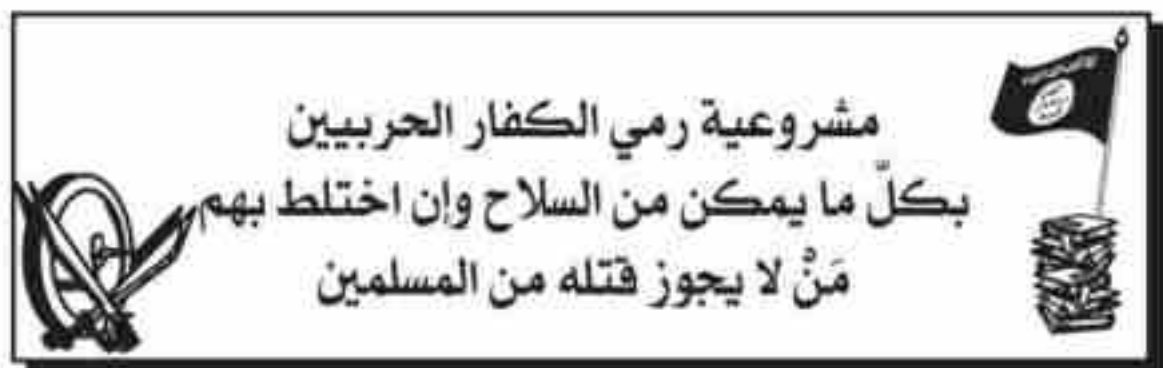 مشروعية رمي الكفار الحربيين
بكلّ ما يمكن من السلاح وإن اختلط بهم
مَنْ لا يجوز قتله من المسلمين